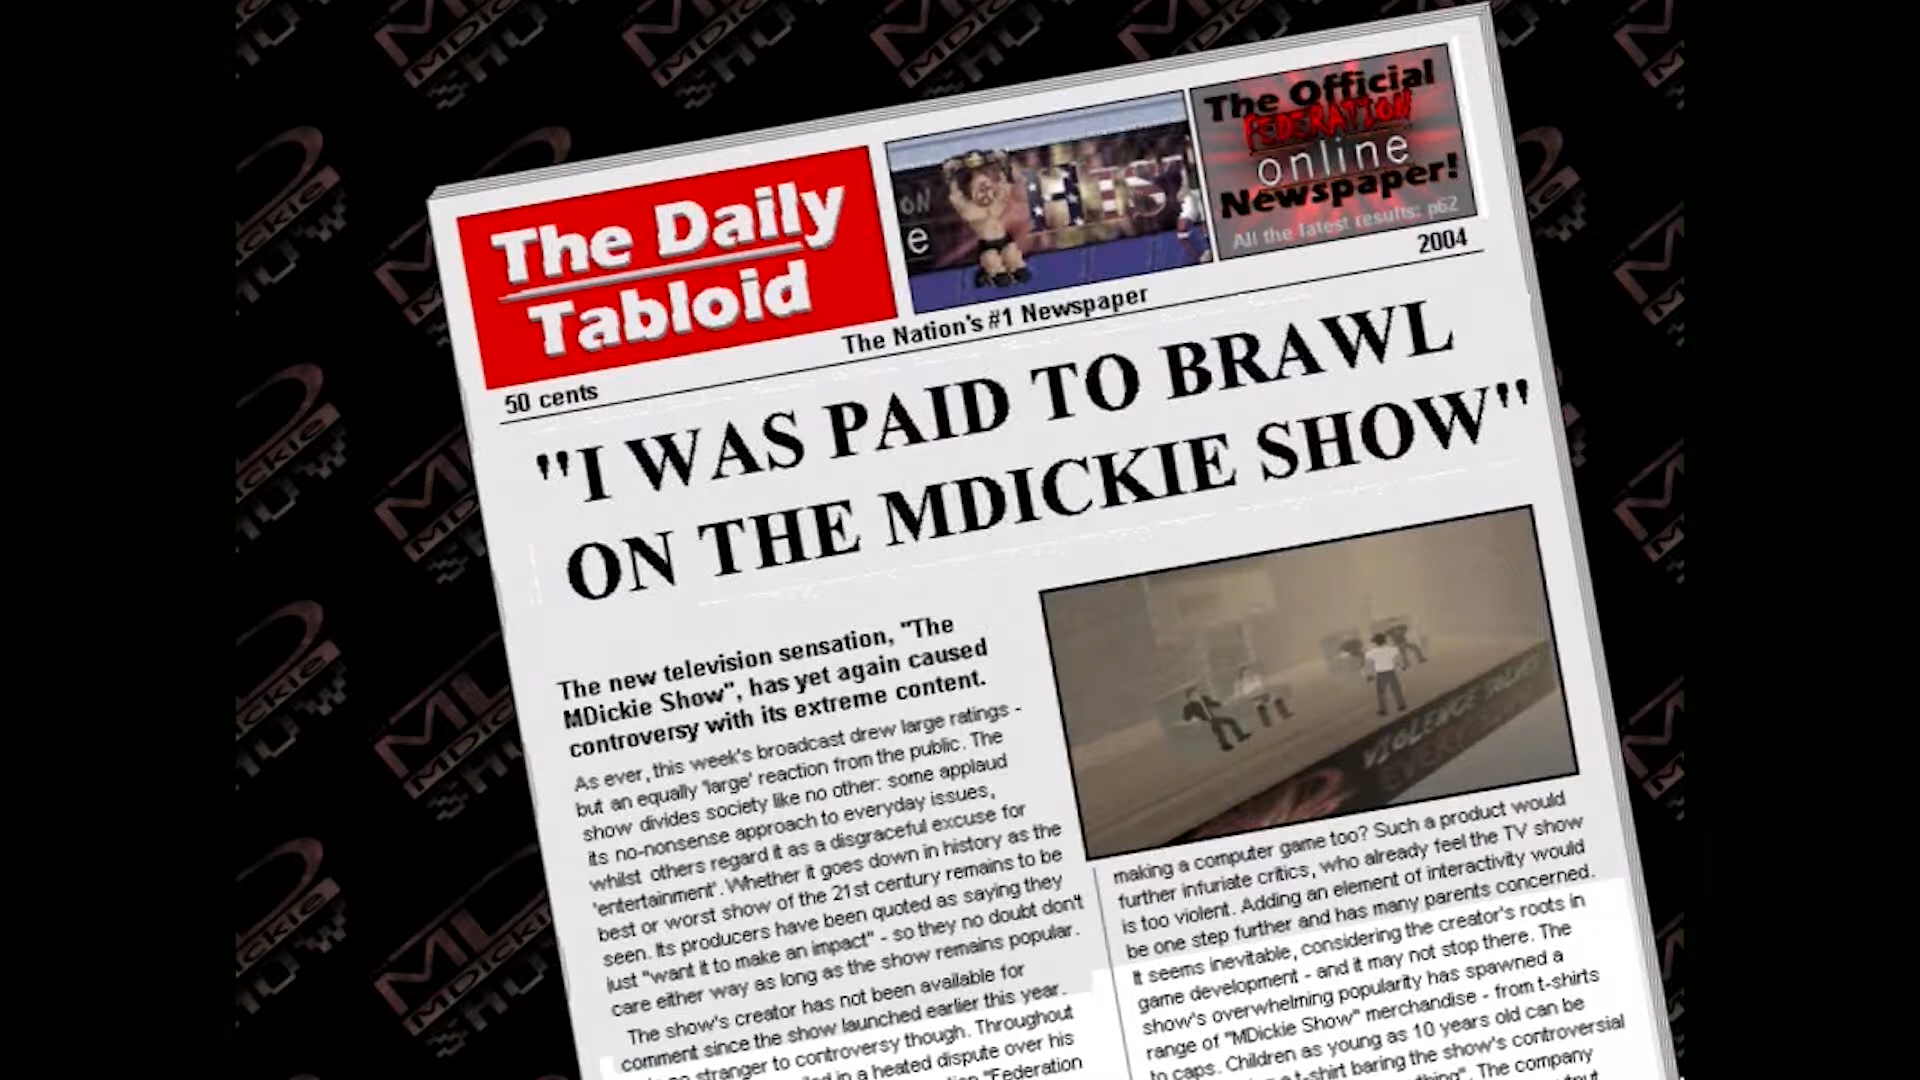 The Daily
Tabloid
The Official
FEDERATION
online
Newspaper!
All the latest results: p62
The Nation's #1 Newspaper
2004
50 cents
"I WAS PAID TO BRAWL
ON THE MDICKIE SHOW"
The new television sensation, "The
MDickie Show", has yet again caused
controversy with its extreme content.
As ever, this week's broadcast drew large ratings -
but an equally 'large' reaction from the public. The
show divides society like no other: some applaud
its no-nonsense approach to everyday issues,
whilst others regard it as a disgraceful excuse for
'entertainment'. Whether it goes down in history as the
best or worst show of the 21st century remains to be
seen. Its producers have been quoted as saying they
just "want it to make an impact" - so they no doubt don't
care either way as long as the show remains popular.
The show's creator has not been available for
comment since the show launched earlier this year.
stranger to controversy though. Throughout
in a heated dispute over his
"Federation
VIOLENCE
making a computer game too? Such a product would
further infuriate critics, who already feel the TV show
is too violent. Adding an element of interactivity would
be one step further and has many parents concerned.
It seems inevitable, considering the creator's roots in
game development - and it may not stop there. The
show's overwhelming popularity has spawned a
range of "MDickie Show" merchandise - from t-shirts
to caps. Children as young as 10 years old can be
t-shirt baring the show's controversial
The company
MDickie